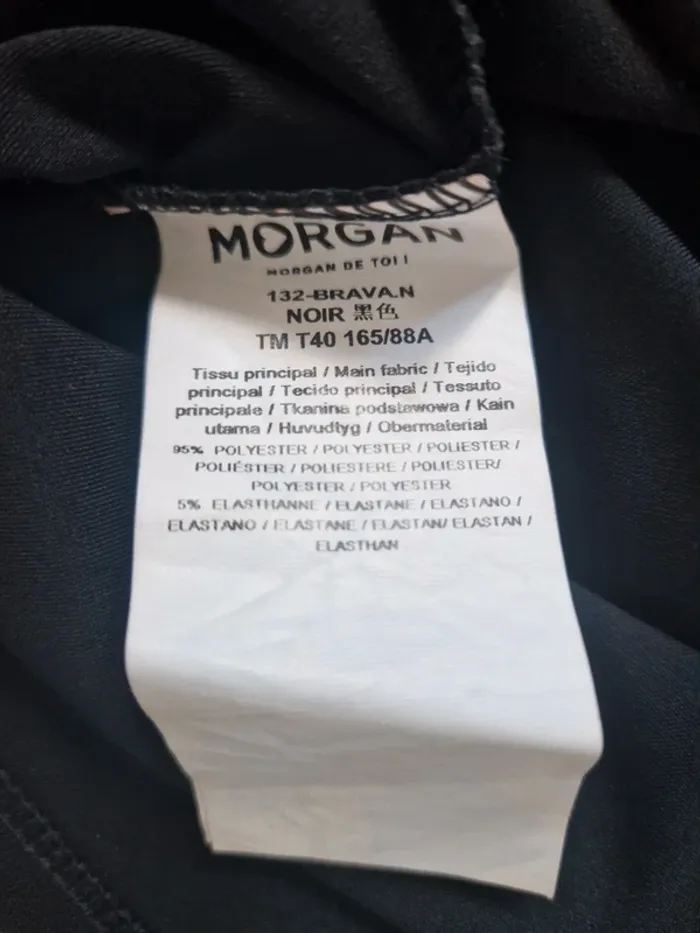 MORGAN
MORGAN DE TOI !
132-BRAVA.N
NOIR 黑色
TM T40 165/88A
Tissu principal / Main fabric / Tejido
principal / Tecido principal / Tessuto
principale / Tkanina podstawowa / Kain
utama / Huvudtyg / Obermaterial
95% POLYESTER / POLYESTER / POLIESTER /
POLIÉSTER / POLIESTERE / POLIESTER/
POLYESTER / POLYESTER
5% ELASTHANNE / ELASTANE / ELASTANO /
ELASTANO / ELASTANE / ELASTAN/ ELASTAN /
ELASTHAN